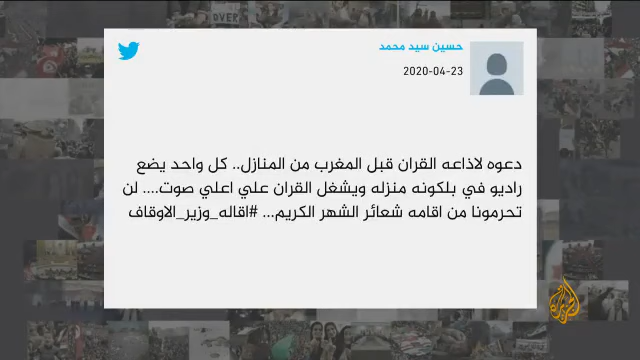 حسين سيد محمد
2020-04-23
دعوه لاذاعه القران قبل المغرب من المنازل.. كل واحد يضع
راديو في بلكونه منزله ويشغل القران علي اعلي صوت.... لن
تحرمونا من اقامه شعائر الشهر الكريم... #اقاله_وزير_الاوقاف
الجزيرة